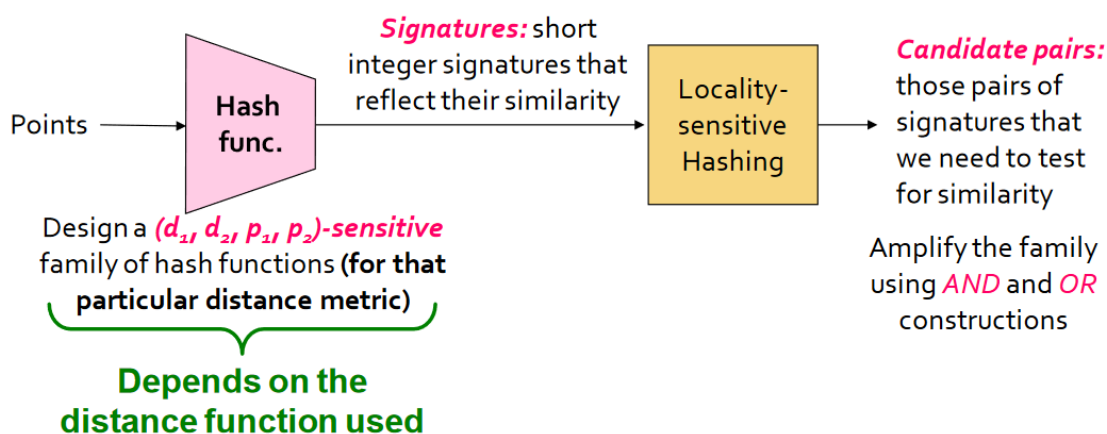 Points
Hash
func.
Signatures: short
integer signatures that
reflect their similarity
Locality-
sensitive
Hashing
Candidate pairs:
those pairs of
signatures that
we need to test
for similarity
Design a (d₁, d₂, p₁, p₂)-sensitive
family of hash functions (for that
particular distance metric)
Amplify the family
using AND and OR
constructions
Depends on the
distance function used